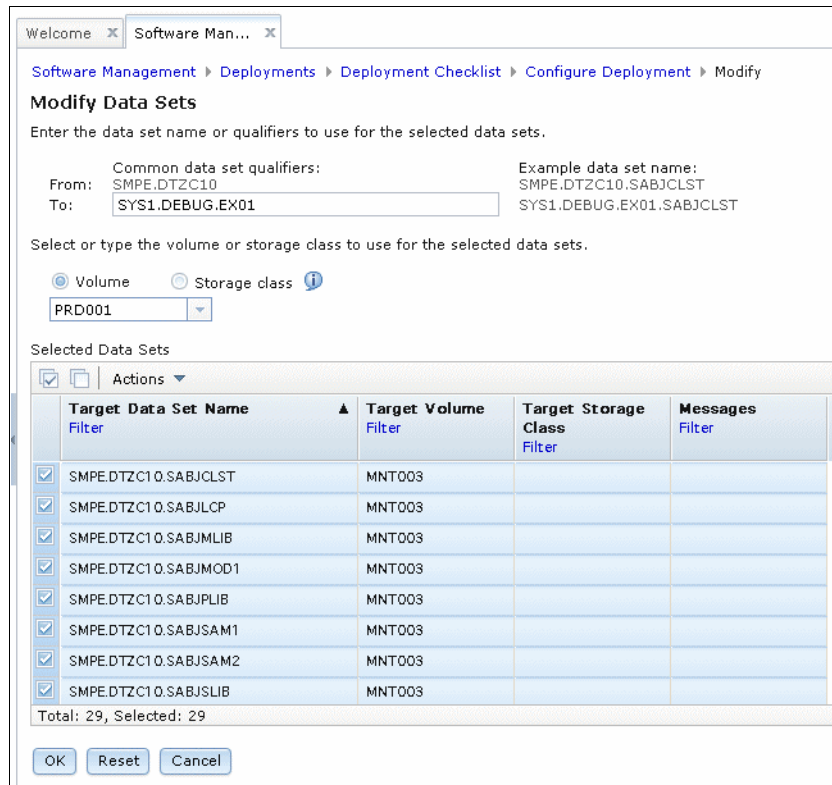 Welcome X Software Man... X
Software Management Deployments Deployment Checklist Configure Deployment Modify
Modify Data Sets
Enter the data set name or qualifiers to use for the selected data sets.
Common data set qualifiers: Example data set name:
From: SMPE.DTZC10 SMPE.DTZC10.SABJCLST
To: SYS1.DEBUG.EX01 SYS1.DEBUG.EX01.SABJCLST
Select or type the volume or storage class to use for the selected data sets.
Volume Storage class i
PRD001
Selected Data Sets
Actions
Target Data Set Name Target Volume Target Storage Messages
Filter Filter Class Filter
Filter
SMPE.DTZC10.SABJCLST MNT003
SMPE.DTZC10.SABJLCP MNT003
SMPE.DTZC10.SABJMLIB MNT003
SMPE.DTZC10.SABJMOD1 MNT003
SMPE.DTZC10.SABJPLIB MNT003
SMPE.DTZC10.SABJSAM1 MNT003
SMPE.DTZC10.SABJSAM2 MNT003
SMPE.DTZC10.SABJSLIB MNT003
Total: 29, Selected: 29
OK Reset Cancel